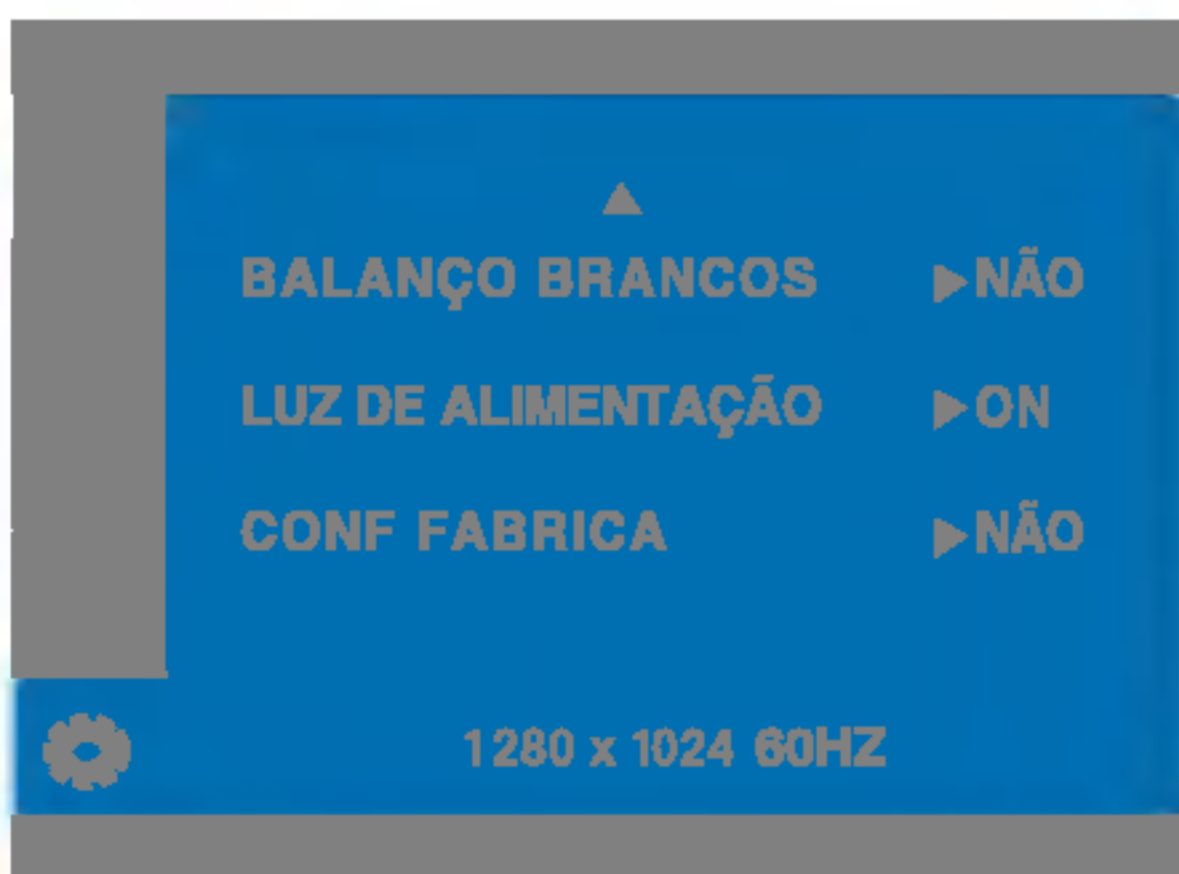 BALANÇO BRANCOS ▶NÃO
LUZ DE ALIMENTAÇÃO ▶ON
CONF FABRICA ▶NÃO
1280 x 1024 60HZ